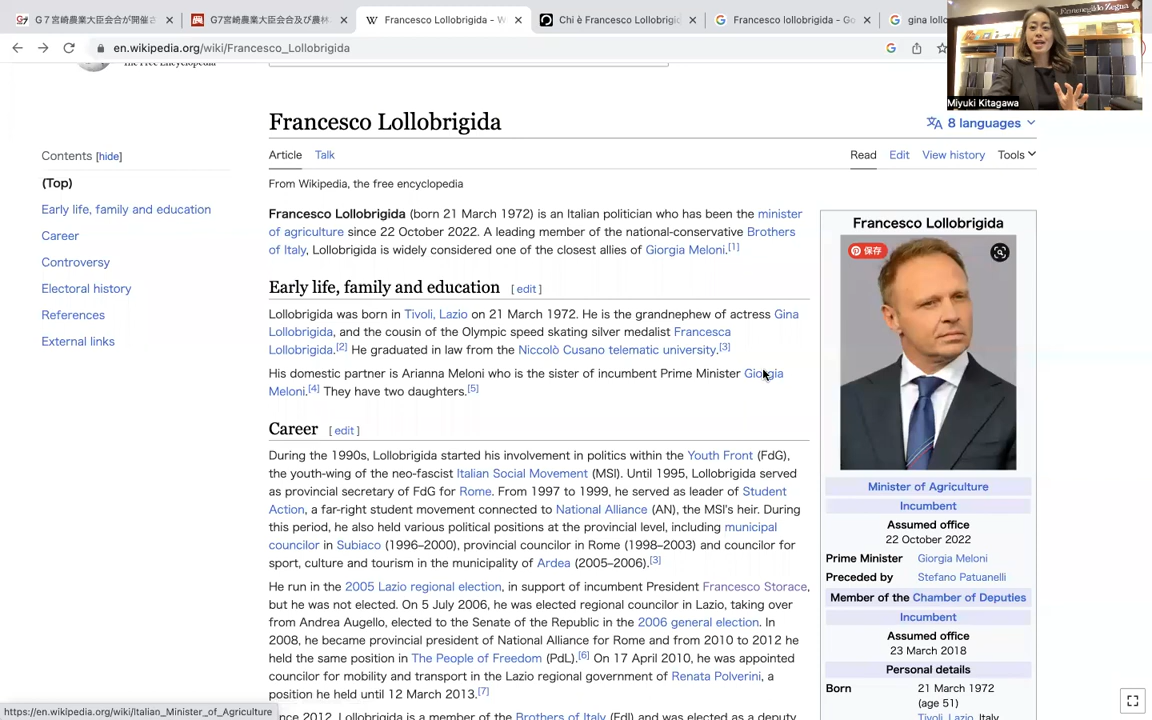 G７宮崎農業大臣会合が開催さ
G7宮崎農業大臣会合及び農林
Francesco Lollobrigida - W
Chi è Francesco Lollobrigid
Francesco lollobrigida - Go
gina lollo
en.wikipedia.org/wiki/Francesco_Lollobrigida
Ermenegildo Zegna
Miyuki Kitagawa
The Free Encyclopedia
Francesco Lollobrigida
8 languages
Contents [hide]
(Top)
Early life, family and education
Career
Controversy
Electoral history
References
External links
Article Talk
Read Edit View history Tools
From Wikipedia, the free encyclopedia
Francesco Lollobrigida (born 21 March 1972) is an Italian politician who has been the minister
of agriculture since 22 October 2022. A leading member of the national-conservative Brothers
of Italy, Lollobrigida is widely considered one of the closest allies of Giorgia Meloni.[1]
Early life, family and education [ edit ]
Lollobrigida was born in Tivoli, Lazio on 21 March 1972. He is the grandnephew of actress Gina
Lollobrigida, and the cousin of the Olympic speed skating silver medalist Francesca
Lollobrigida.[2] He graduated in law from the Niccolò Cusano telematic university.[3]
His domestic partner is Arianna Meloni who is the sister of incumbent Prime Minister Giorgia
Meloni.[4] They have two daughters.[5]
Career [ edit ]
During the 1990s, Lollobrigida started his involvement in politics within the Youth Front (FdG),
the youth-wing of the neo-fascist Italian Social Movement (MSI). Until 1995, Lollobrigida served
as provincial secretary of FdG for Rome. From 1997 to 1999, he served as leader of Student
Action, a far-right student movement connected to National Alliance (AN), the MSI's heir. During
this period, he also held various political positions at the provincial level, including municipal
councilor in Subiaco (1996–2000), provincial councilor in Rome (1998–2003) and councilor for
sport, culture and tourism in the municipality of Ardea (2005–2006).[3]
He run in the 2005 Lazio regional election, in support of incumbent President Francesco Storace,
but he was not elected. On 5 July 2006, he was elected regional councilor in Lazio, taking over
from Andrea Augello, elected to the Senate of the Republic in the 2006 general election. In
2008, he became provincial president of National Alliance for Rome and from 2010 to 2012 he
held the same position in The People of Freedom (PdL).[6] On 17 April 2010, he was appointed
councilor for mobility and transport in the Lazio regional government of Renata Polverini, a
position he held until 12 March 2013.[7]
Since 2012, Lollobrigida is a member of the Brothers of Italy (FdI) and was elected as a deputy
Francesco Lollobrigida
保存
Minister of Agriculture
Incumbent
Assumed office
22 October 2022
Prime Minister Giorgia Meloni
Preceded by Stefano Patuanelli
Member of the Chamber of Deputies
Incumbent
Assumed office
23 March 2018
Personal details
Born 21 March 1972
(age 51)
Tivoli, Lazio, Italy
https://en.wikipedia.org/wiki/Italian_Minister_of_Agriculture